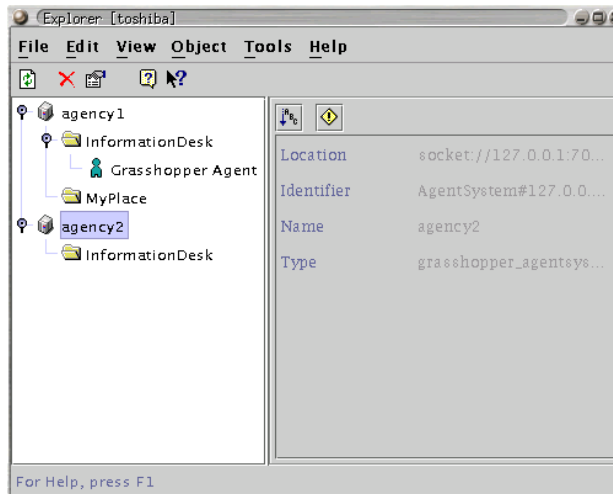 Explorer [toshiba]
File Edit View Object Tools Help
agency1
InformationDesk
Grasshopper Agent
MyPlace
agency2
InformationDesk
Location socket://127.0.0.1:70...
Identifier AgentSystem#127.0.0....
Name agency2
Type grasshopper_agentsys...
For Help, press F1